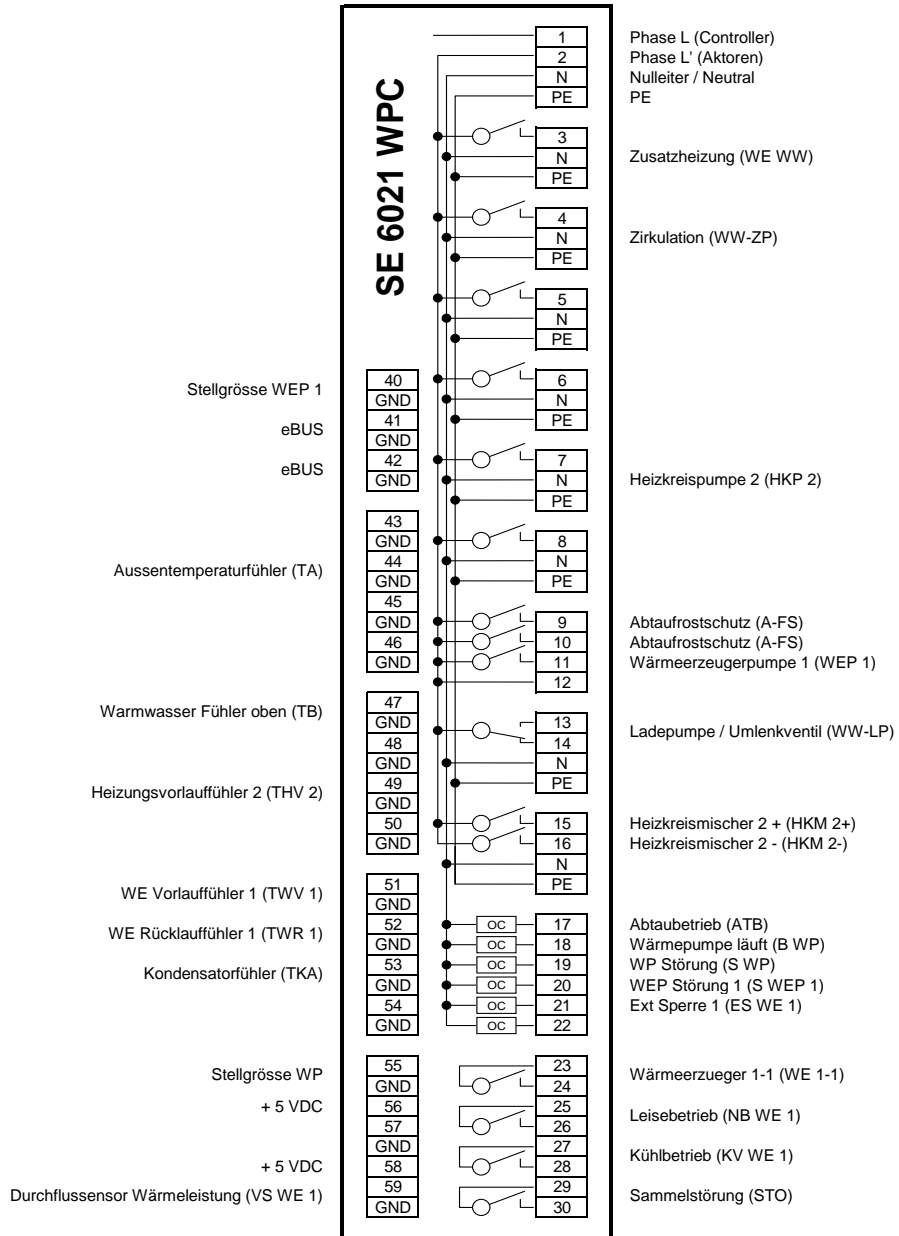 SE 6021 WPC
1 Phase L (Controller)
2 Phase L' (Aktoren)
N Nulleiter / Neutral
PE PE
3
N Zusatzheizung (WE WW)
PE
4
N Zirkulation (WW-ZP)
PE
5
N
PE
6
N
PE
7
N Heizkreispumpe 2 (HKP 2)
PE
8
N
PE
9 Abtaufrostschutz (A-FS)
10 Abtaufrostschutz (A-FS)
11 Wärmeerzeugerpumpe 1 (WEP 1)
12
13
Ladepumpe / Umlenkventil (WW-LP)
14
N
PE
15 Heizkreismischer 2 + (HKM 2+)
16 Heizkreismischer 2 - (HKM 2-)
N
PE
OC 17 Abtaubetrieb (ATB)
OC 18 Wärmepumpe läuft (B WP)
OC 19 WP Störung (S WP)
OC 20 WEP Störung 1 (S WEP 1)
OC 21 Ext Sperre 1 (ES WE 1)
OC 22
23
Wärmeerzueger 1-1 (WE 1-1)
24
25
Leisebetrieb (NB WE 1)
26
27
Kühlbetrieb (KV WE 1)
28
29
Sammelstörung (STO)
30
40
Stellgrösse WEP 1
GND
41
eBUS
GND
42
eBUS
GND
43
GND
44
Aussentemperaturfühler (TA)
GND
45
GND
46
GND
47
Warmwasser Fühler oben (TB)
GND
48
GND
49
Heizungsvorlauffühler 2 (THV 2)
GND
50
GND
51
WE Vorlauffühler 1 (TWV 1)
GND
52
WE Rücklauffühler 1 (TWR 1)
GND
53
Kondensatorfühler (TKA)
GND
54
GND
55
Stellgrösse WP
GND
+ 5 VDC 56
57
GND
+ 5 VDC 58
59
Durchflussensor Wärmeleistung (VS WE 1)
GND